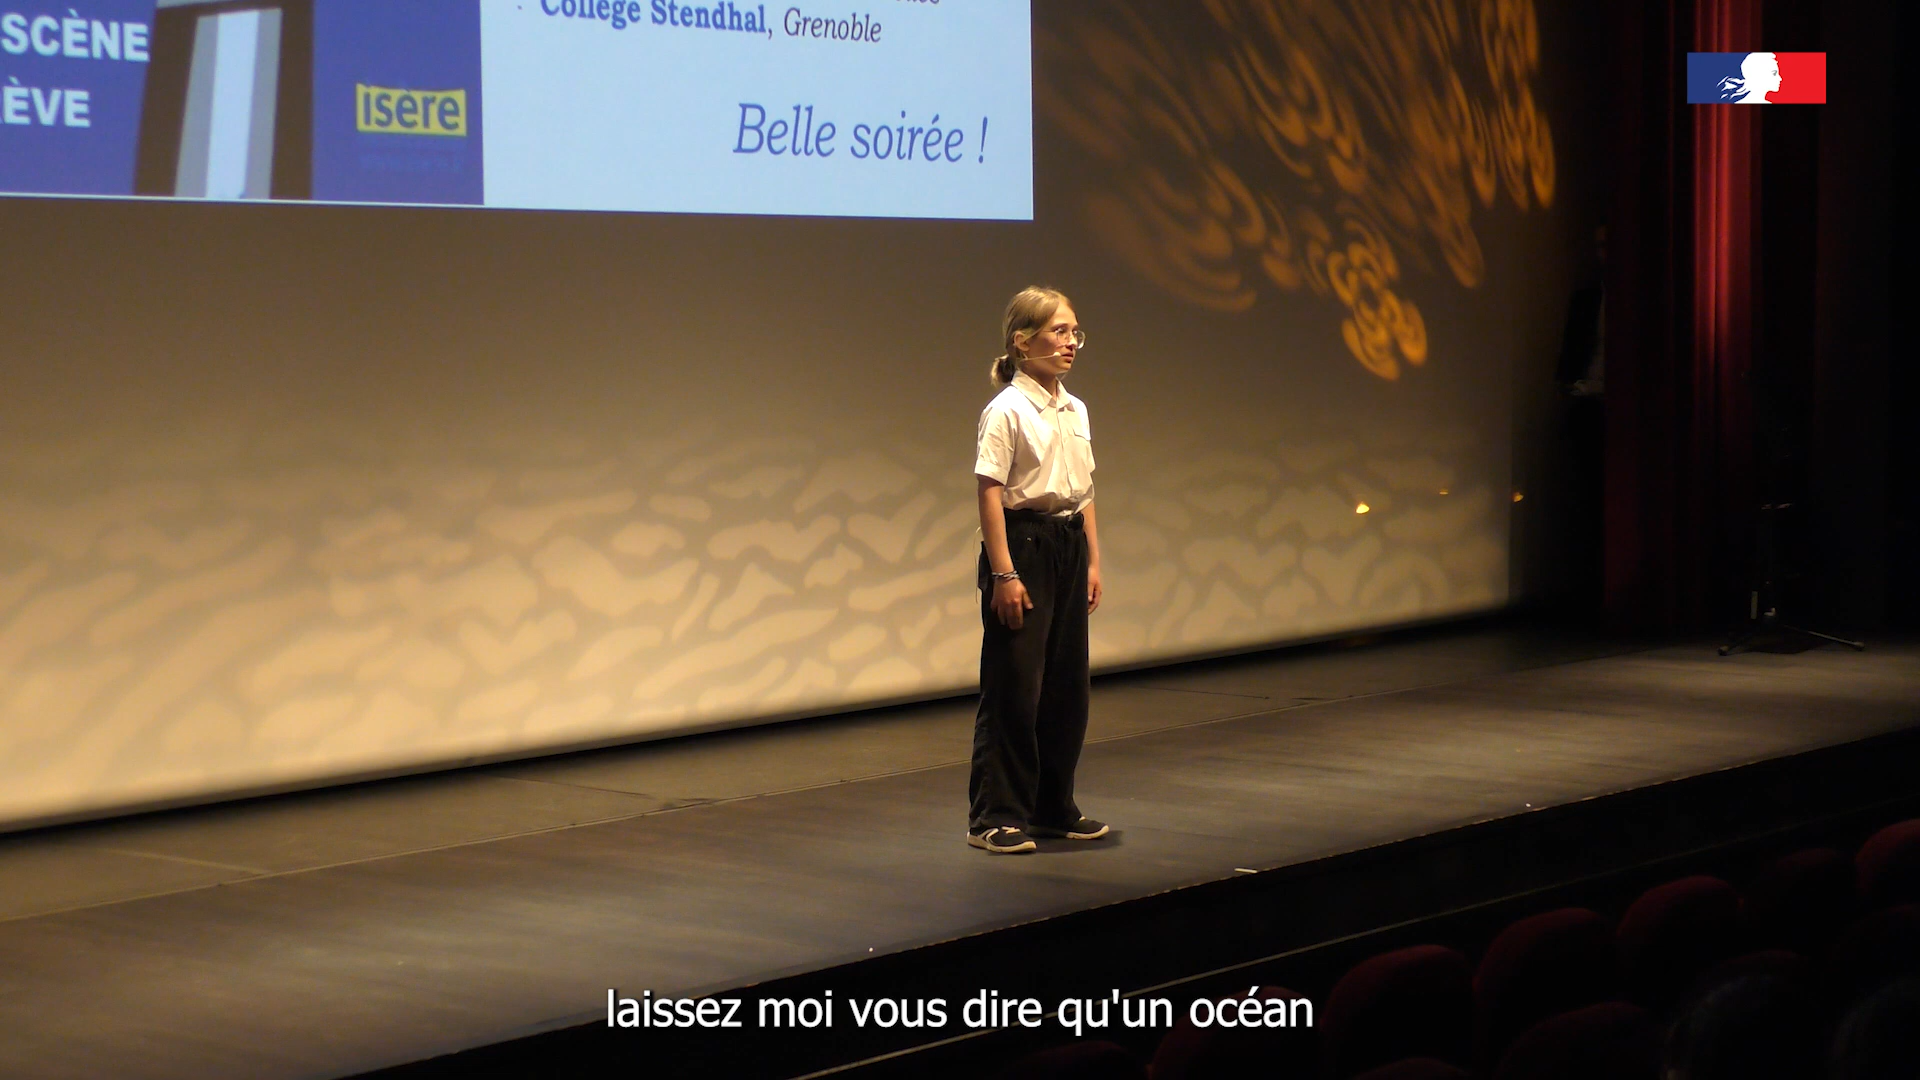 SCÈNE
ÈVE
isère
Collège Stendhal, Grenoble
Belle soirée !
laissez moi vous dire qu'un océan